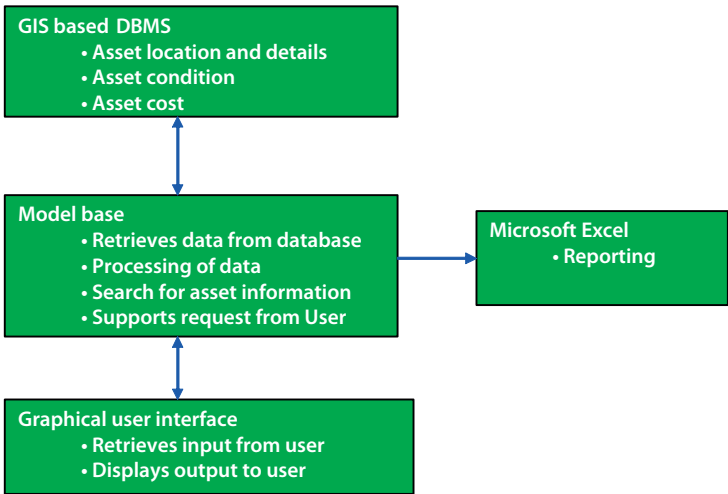 GIS based DBMS
• Asset location and details
• Asset condition
• Asset cost
Model base
• Retrieves data from database
• Processing of data
• Search for asset information
• Supports request from User
Microsoft Excel
• Reporting
Graphical user interface
• Retrieves input from user
• Displays output to user